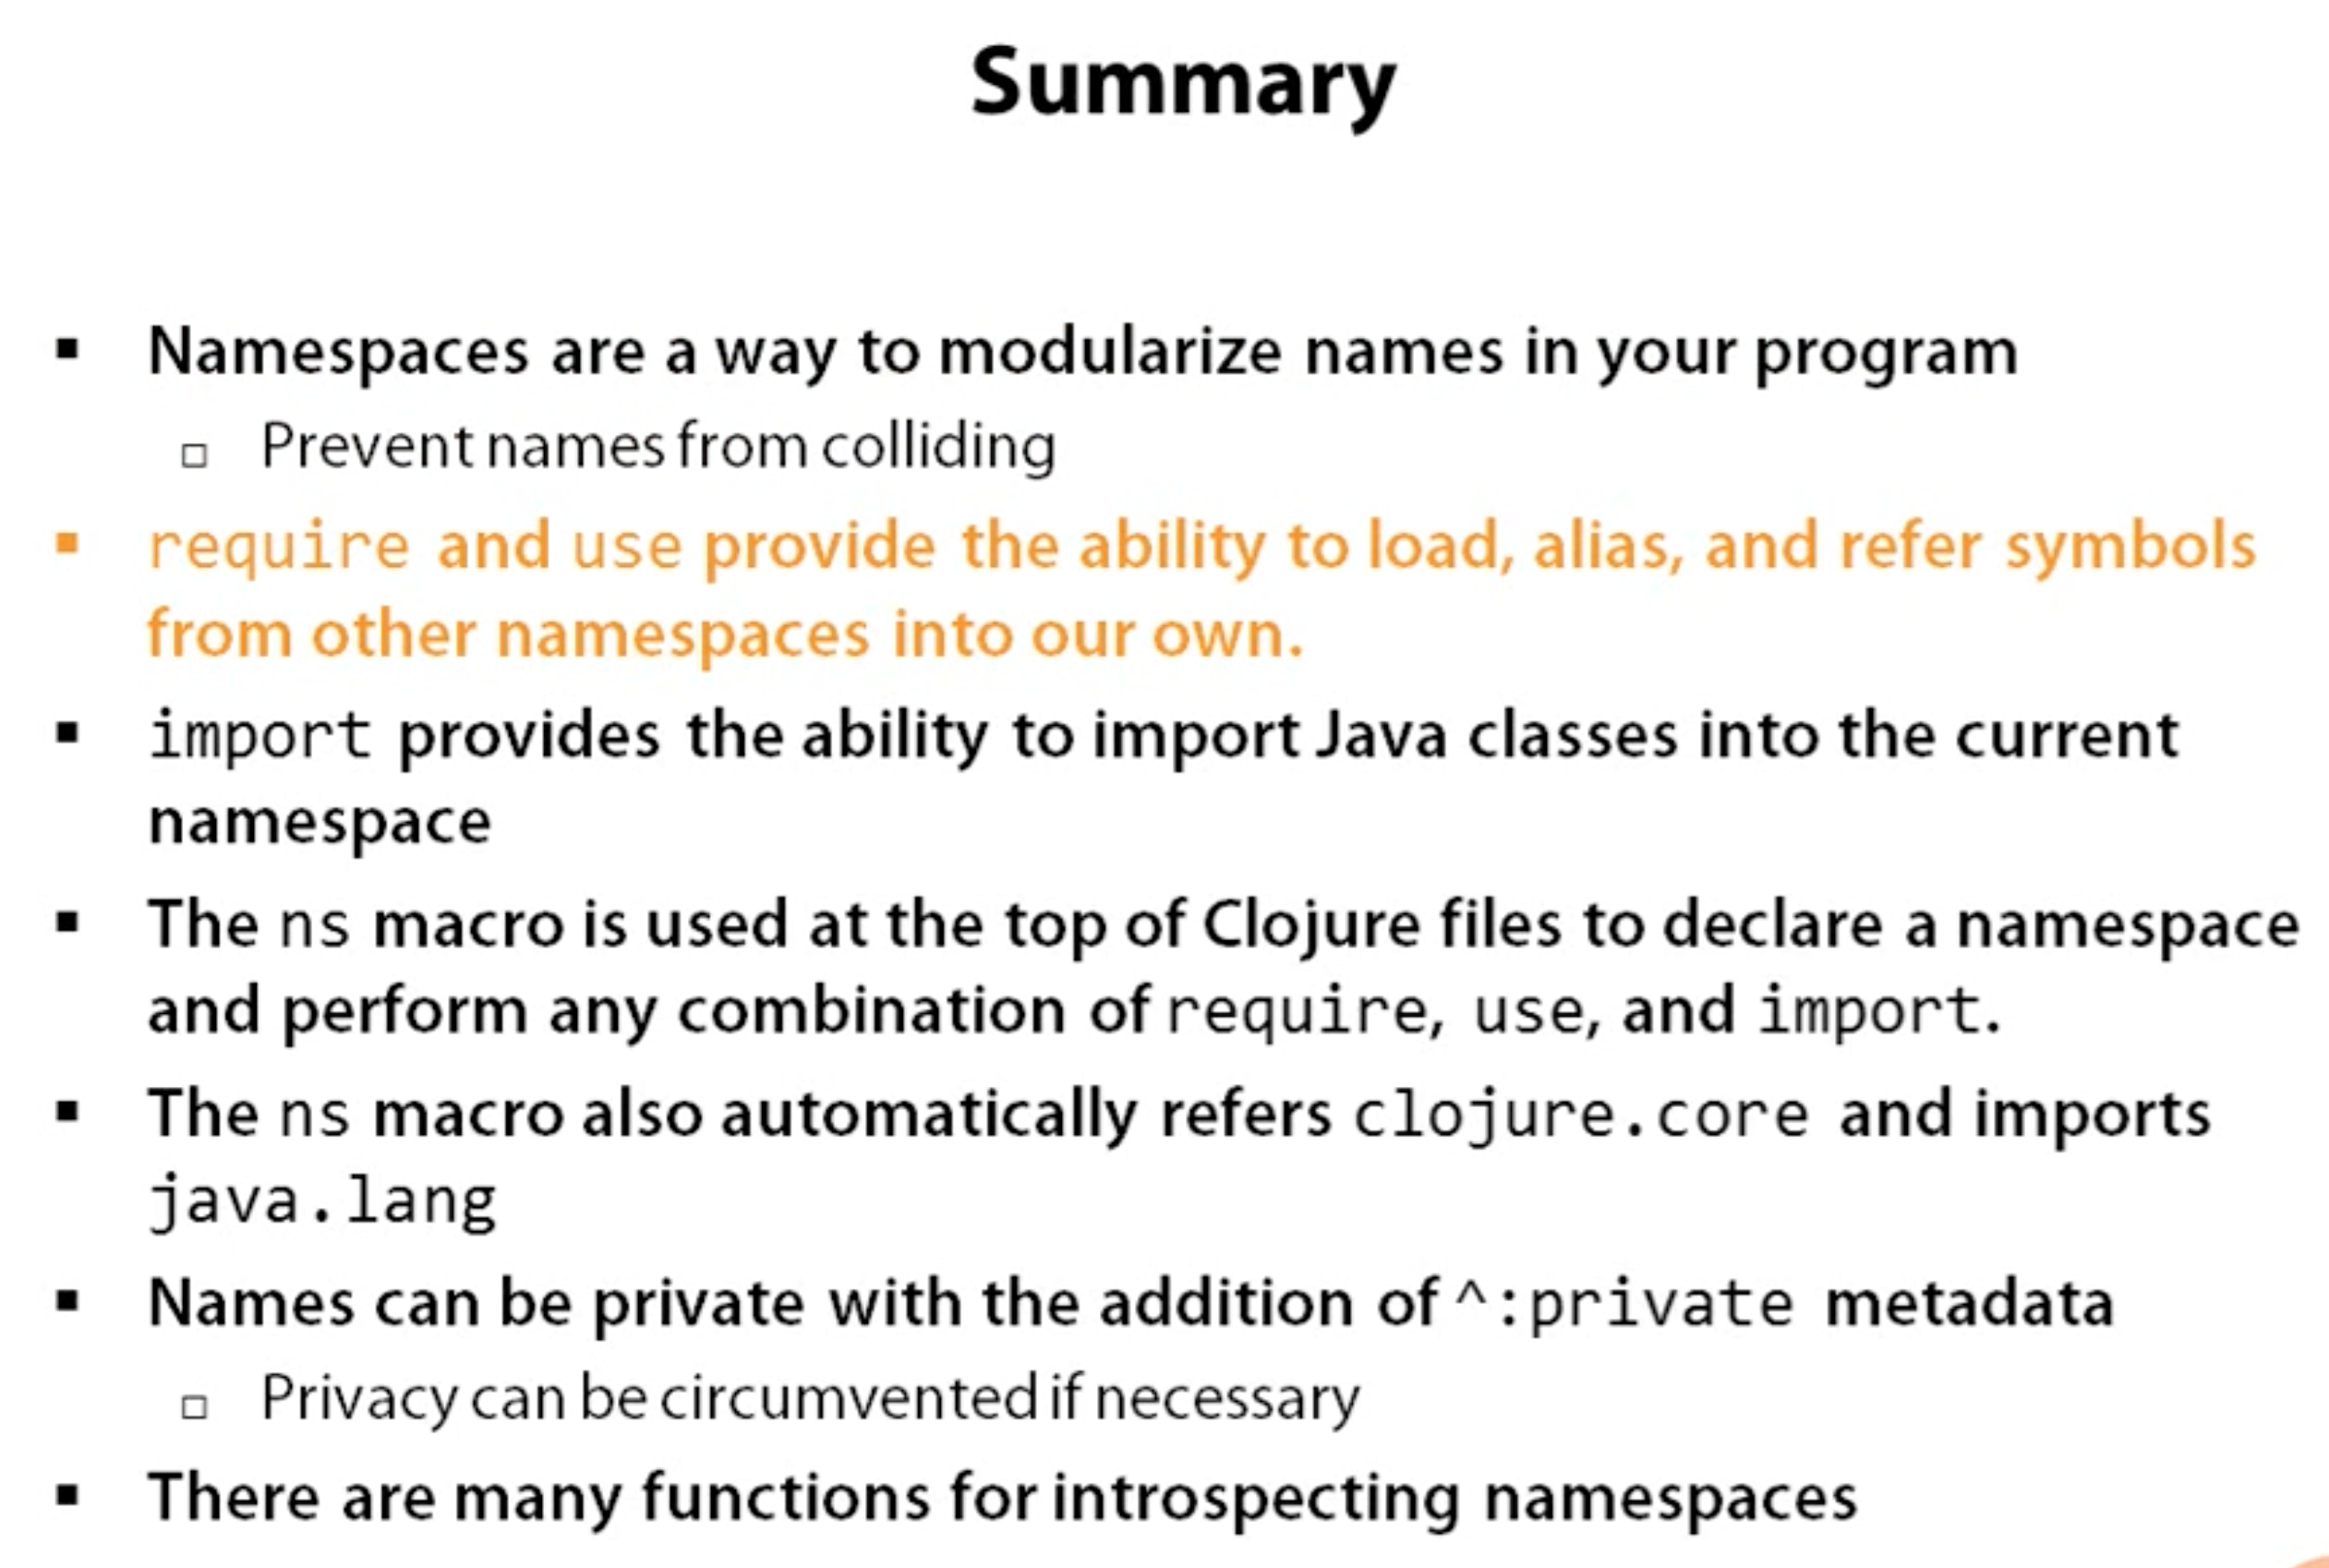 Summary
▪ Namespaces are a way to modularize names in your program
□ Prevent names from colliding
▪ require and use provide the ability to load, alias, and refer symbols
from other namespaces into our own.
▪ import provides the ability to import Java classes into the current
namespace
▪ The ns macro is used at the top of Clojure files to declare a namespace
and perform any combination of require, use, and import.
▪ The ns macro also automatically refers clojure.core and imports
java.lang
▪ Names can be private with the addition of ^:private metadata
□ Privacy can be circumvented if necessary
▪ There are many functions for introspecting namespaces